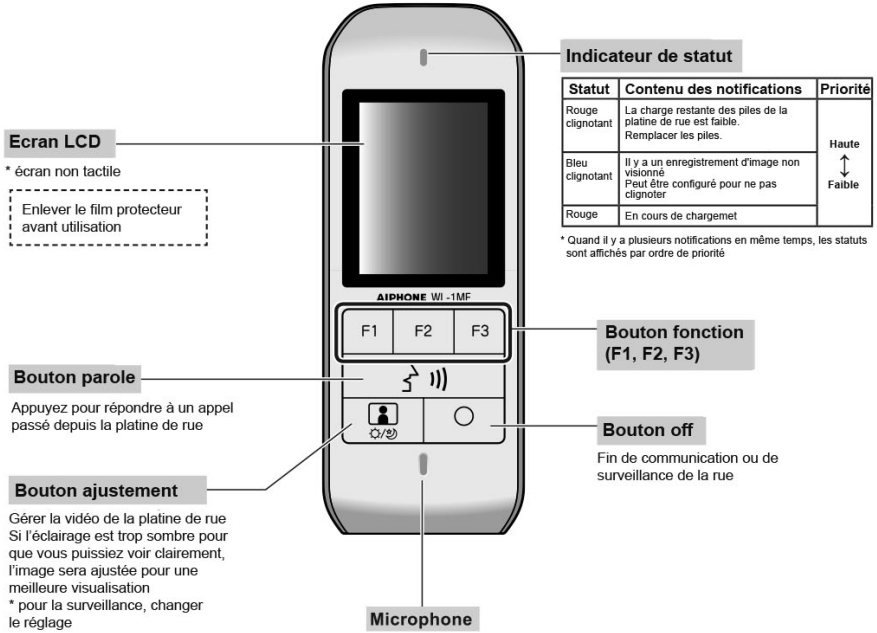 Indicateur de statut
Statut Contenu des notifications Priorité
Rouge clignotant
La charge restante des piles de la
platine de rue est faible.
Remplacer les piles.
Bleu clignotant
Il y a un enregistrement d'image non
visionné
Peut être configuré pour ne pas
clignoter
Rouge
En cours de chargemet
Haute
Faible
* Quand il y a plusieurs notifications en même temps, les statuts
sont affichés par ordre de priorité
Ecran LCD
* écran non tactile
Enlever le film protecteur
avant utilisation
AIPHONE WL-1ME
F1 F2 F3
Bouton fonction
(F1, F2, F3)
Bouton parole
Appuyez pour répondre à un appel
passé depuis la platine de rue
Bouton off
Fin de communication ou de
surveillance de la rue
Bouton ajustement
Gérer la vidéo de la platine de rue
Si l'éclairage est trop sombre pour
que vous puissiez voir clairement,
l'image sera ajustée pour une
meilleure visualisation
* pour la surveillance, changer
le réglage
Microphone